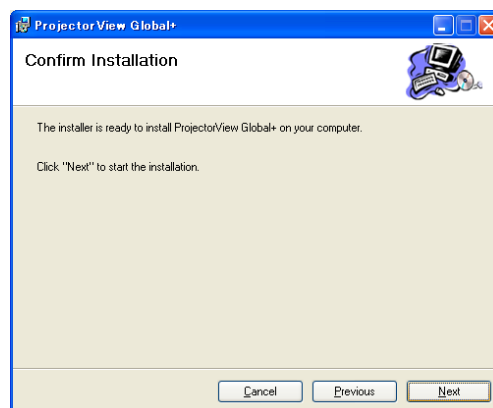 ProjectorView Global+
Confirm Installation
The installer is ready to install ProjectorView Global+ on your computer.
Click "Next" to start the installation.
Cancel
Previous
Next